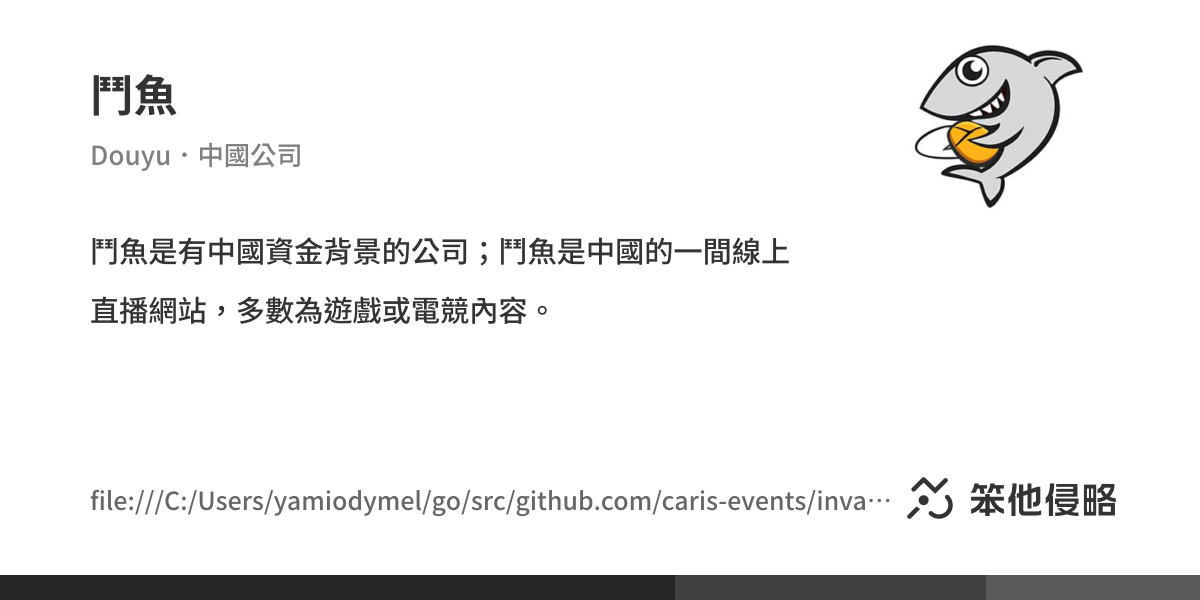 鬥魚
Douyu・中國公司
鬥魚是有中國資金背景的公司；鬥魚是中國的一間線上
直播網站，多數為遊戲或電競內容。
file:///C:/Users/yamiodymel/go/src/github.com/caris-events/inva…
笨他侵略